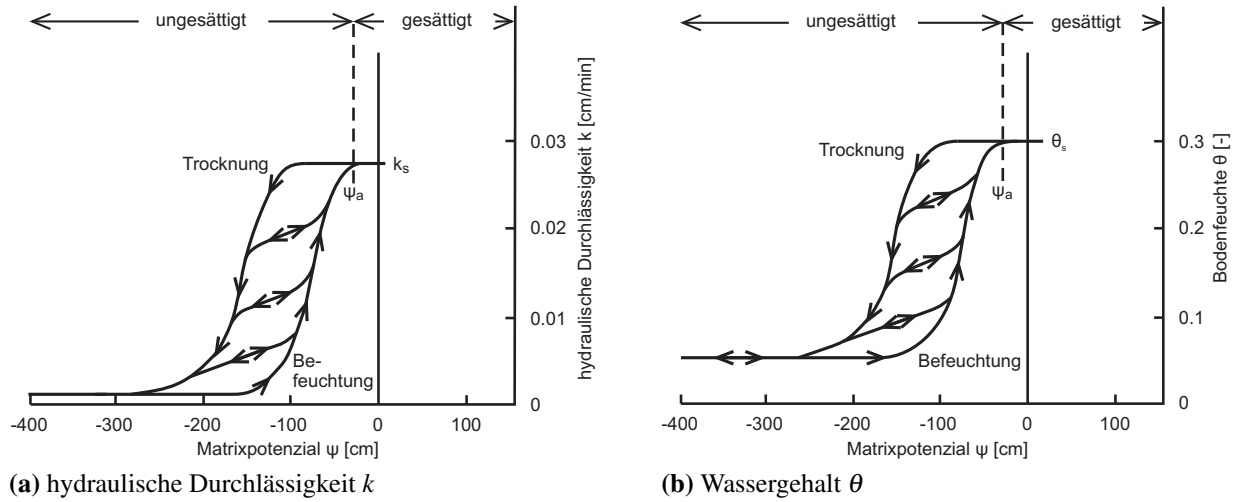 ungesättigt
gesättigt
Trocknung
k_s
ψ_a
Be-
feuchtung
0.03
0.02
0.01
0
hydraulische Durchlässigkeit k [cm/min]
-400
-300
-200
-100
0
100
Matrixpotenzial ψ [cm]
(a) hydraulische Durchlässigkeit k
ungesättigt
gesättigt
Trocknung
θ_s
ψ_a
Befeuchtung
0.3
0.2
0.1
0
Bodenfeuchte θ [-]
-400
-300
-200
-100
0
100
Matrixpotenzial ψ [cm]
(b) Wassergehalt θ